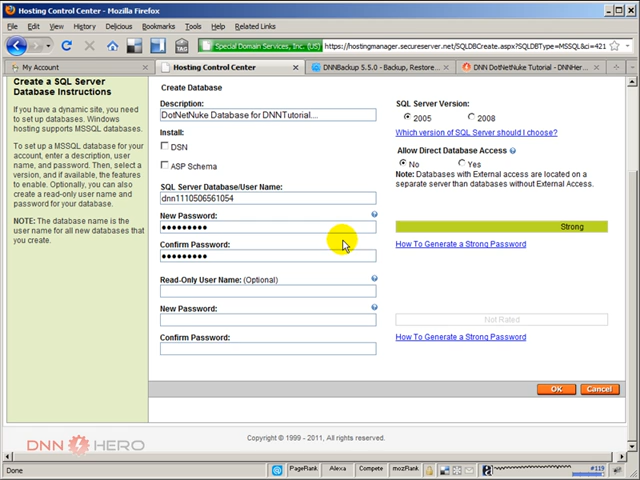 Hosting Control Center - Mozilla Firefox
File Edit View History Delicious Bookmarks Tools Help Related Links
Special Domain Services, Inc. (US) https://hostingmanager.secureserver.net/SQLDBCreate.aspx?SQLDBType=MSSQL&ci=421
My Account Hosting Control Center DNNBackup 5.5.0 - Backup, Restore... DNN DotNetNuke Tutorial - DNNHer...
Create a SQL Server
Database Instructions
If you have a dynamic site, you need
to set up databases. Windows
hosting supports MSSQL databases.
To set up a MSSQL database for your
account, enter a description, user
name, and password. Then, select a
version, and if available, the features
to enable. Optionally, you can also
create a read-only user name and
password for your database.
NOTE: The database name is the
user name for all new databases that
you create.
Create Database
Description:
DotNetNuke Database for DNNTutorial....
Install:
DSN
ASP Schema
SQL Server Database/User Name:
dnn1110506561054
New Password: ?
●●●●●●●●●
Confirm Password:
●●●●●●●●●
Read-Only User Name: (Optional) ?
New Password: ?
Confirm Password:
SQL Server Version:
2005 2008
Which version of SQL Server should I choose?
Allow Direct Database Access: ?
No Yes
Note: Databases with External access are located on a
separate server than databases without External Access.
Strong
How To Generate a Strong Password
Not Rated
How To Generate a Strong Password
OK Cancel
Copyright © 1999 - 2011, All rights reserved.
DNN HERO
Done PageRank Alexa Compete mozRank #119